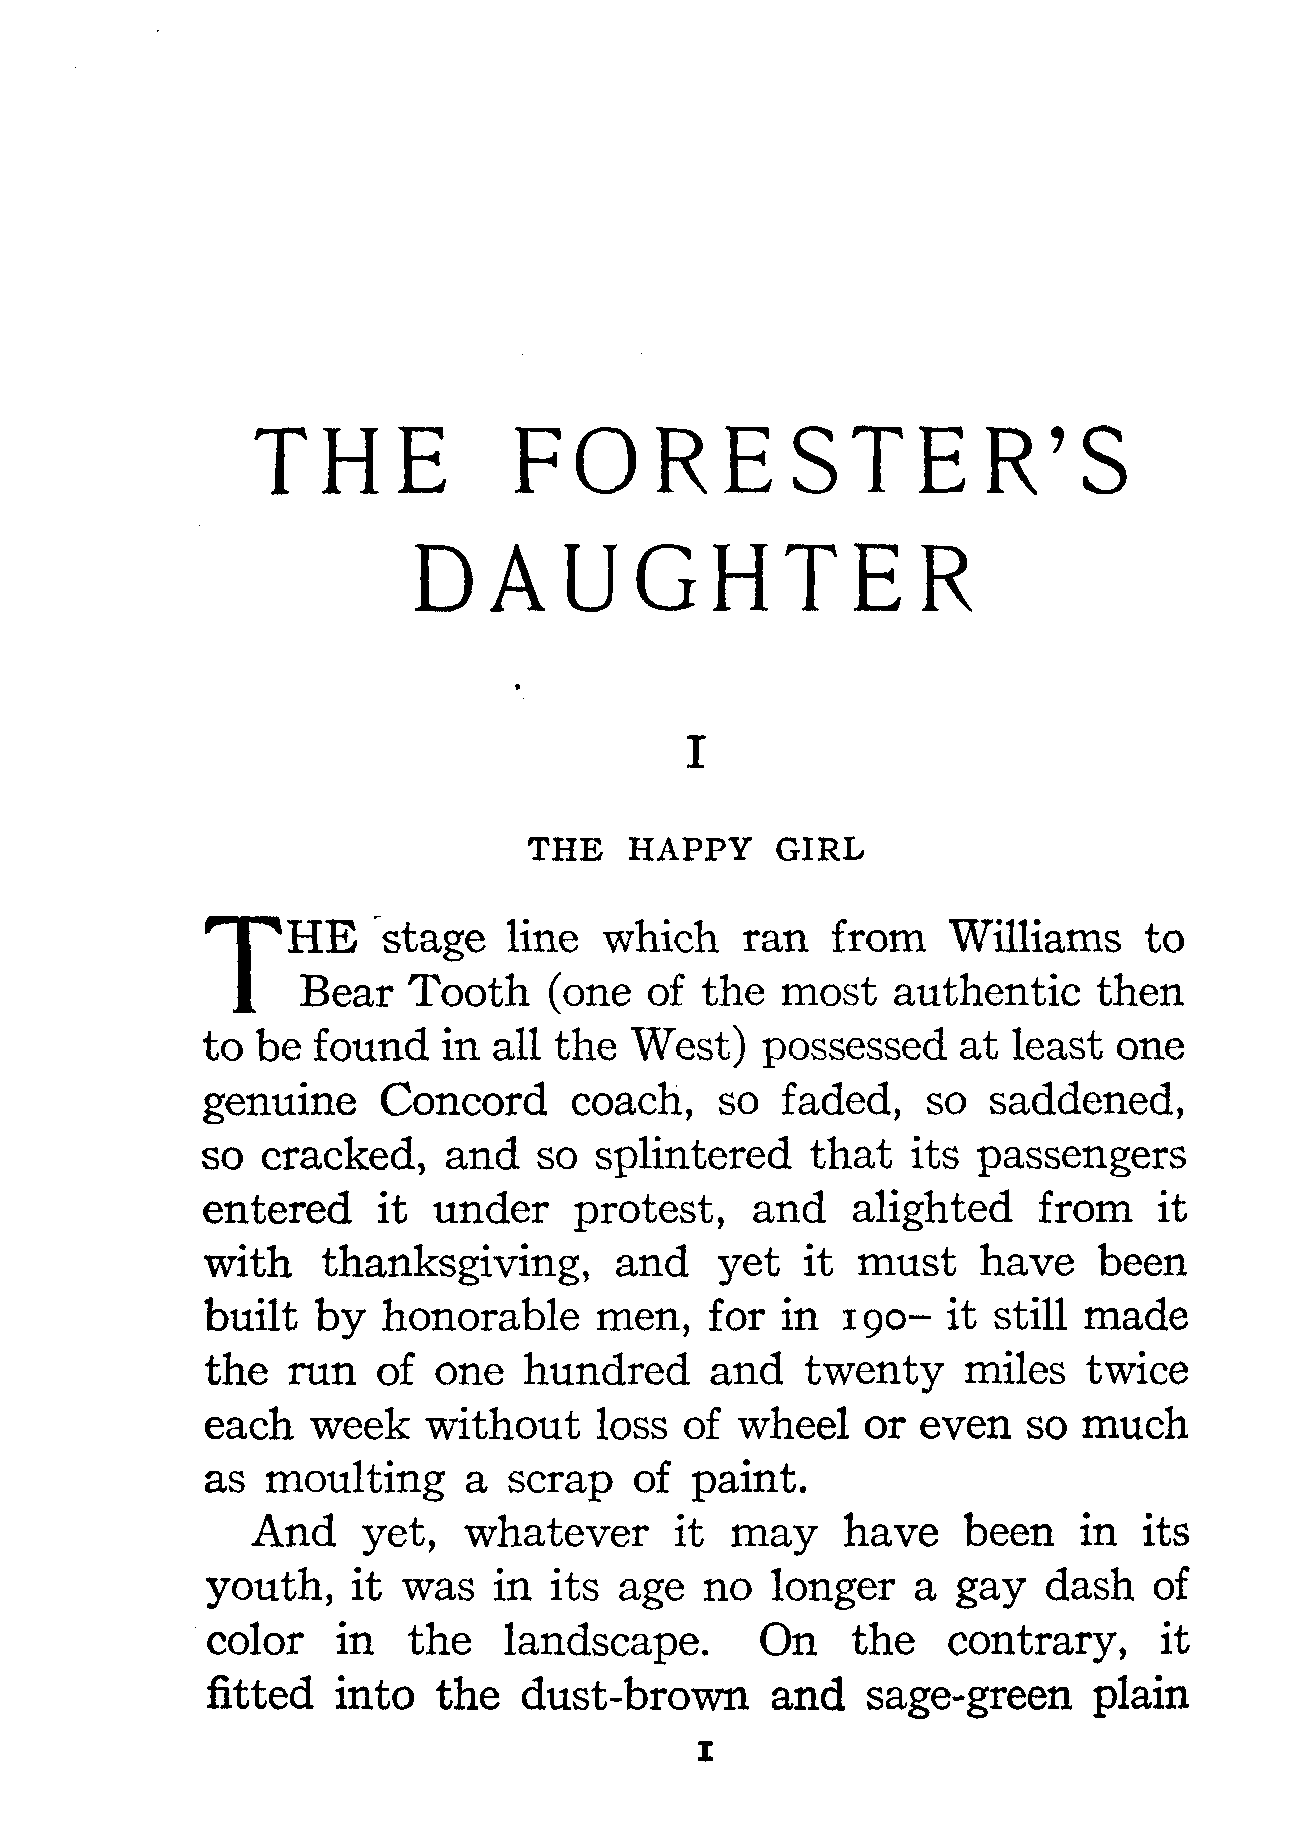 THE FORESTER'S
DAUGHTER
I
THE HAPPY GIRL
THE stage line which ran from Williams to
Bear Tooth (one of the most authentic then
to be found in all the West) possessed at least one
genuine Concord coach, so faded, so saddened,
so cracked, and so splintered that its passengers
entered it under protest, and alighted from it
with thanksgiving, and yet it must have been
built by honorable men, for in 190– it still made
the run of one hundred and twenty miles twice
each week without loss of wheel or even so much
as moulting a scrap of paint.
And yet, whatever it may have been in its
youth, it was in its age no longer a gay dash of
color in the landscape. On the contrary, it
fitted into the dust-brown and sage-green plain
1